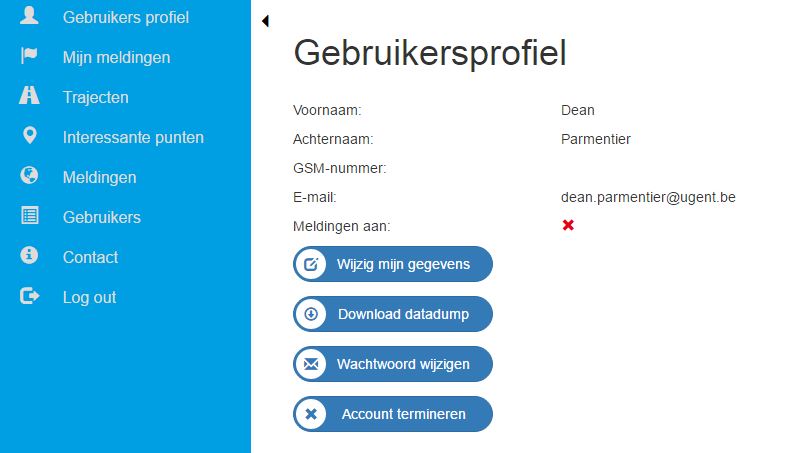 Gebruikers profiel
Mijn meldingen
Trajecten
Interessante punten
Meldingen
Gebruikers
Contact
Log out
Gebruikersprofiel
Voornaam: Dean
Achternaam: Parmentier
GSM-nummer:
E-mail: dean.parmentier@ugent.be
Meldingen aan:
Wijzig mijn gegevens
Download datadump
Wachtwoord wijzigen
Account termineren